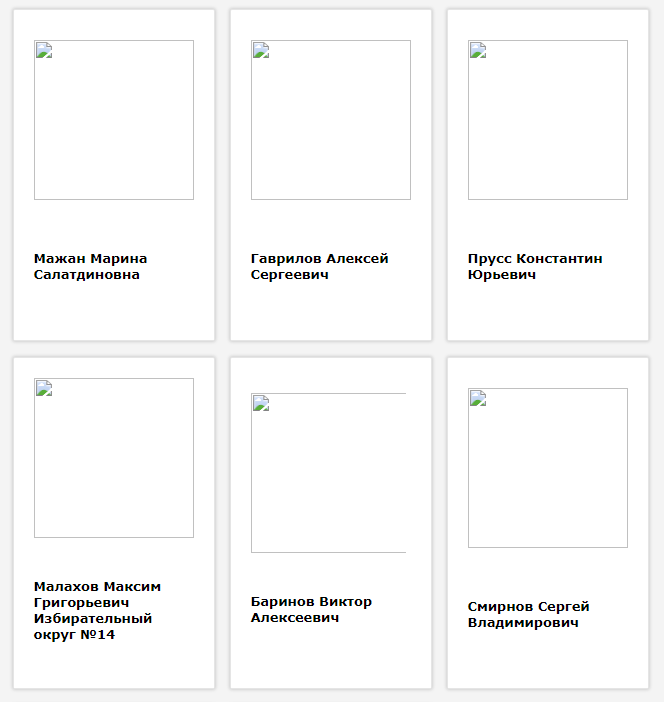 Мажан Марина
Салатдиновна
Гаврилов Алексей
Сергеевич
Прусс Константин
Юрьевич
Малахов Максим
Григорьевич
Избирательный
округ №14
Баринов Виктор
Алексеевич
Смирнов Сергей
Владимирович